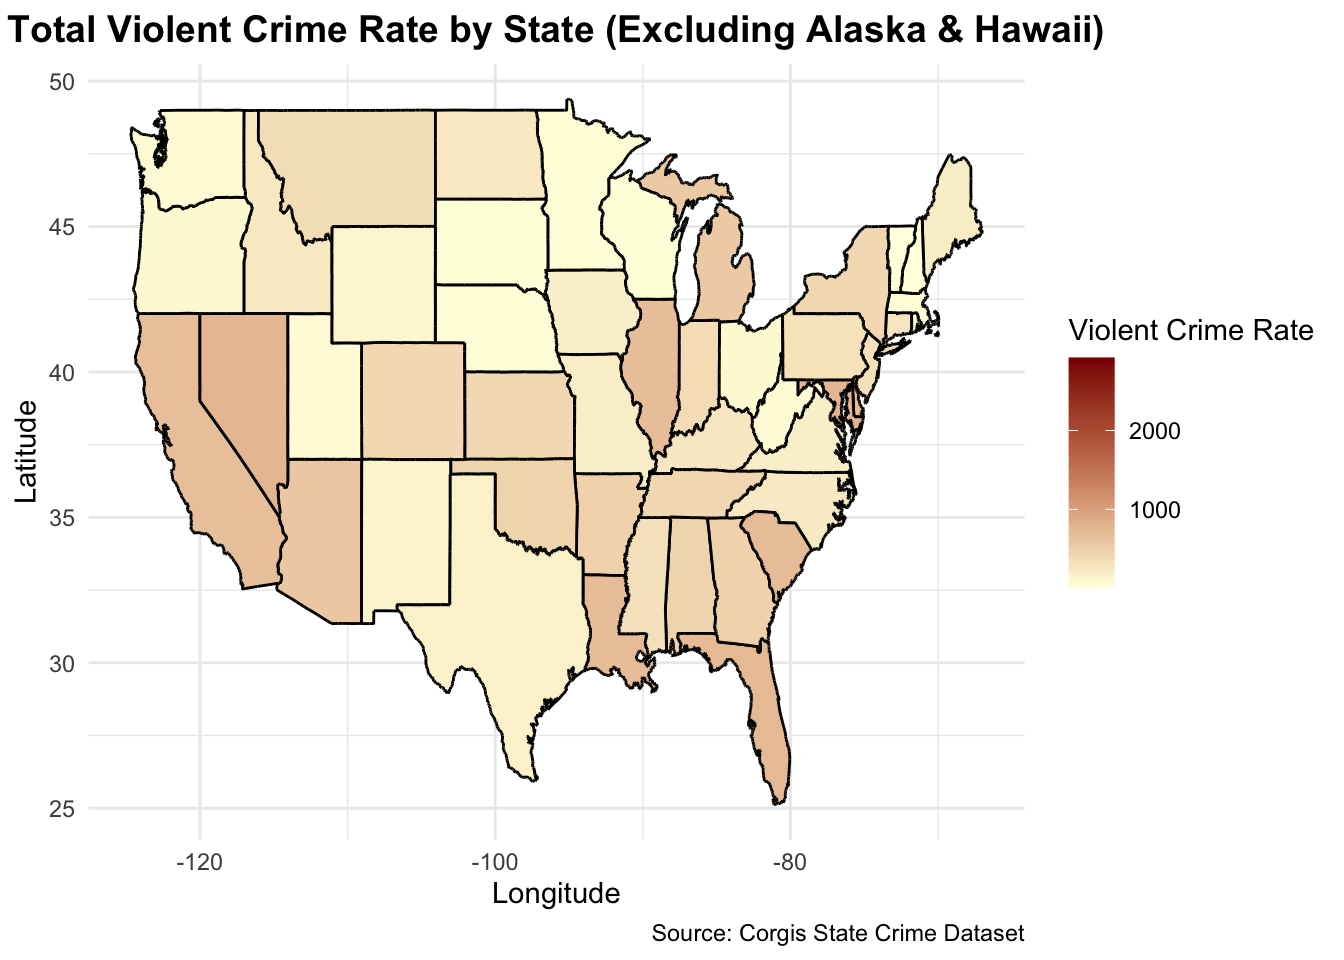 Total Violent Crime Rate by State (Excluding Alaska & Hawaii)
50
45
40
35
30
25
Latitude
-120
-100
-80
Longitude
Violent Crime Rate
2000
1000
Source: Corgis State Crime Dataset